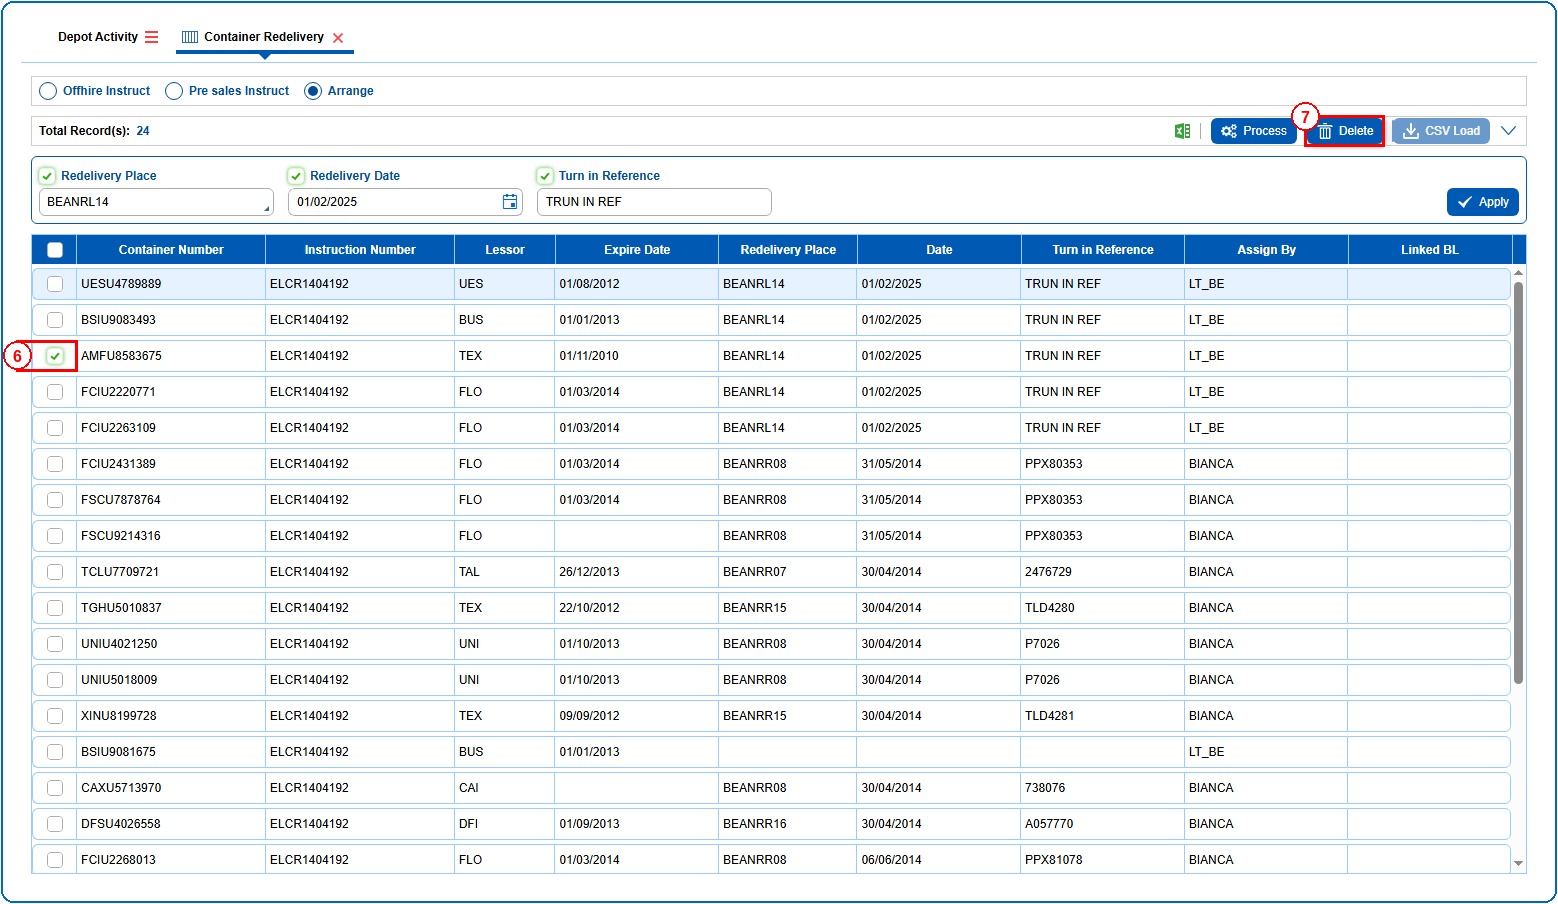 Depot Activity Container Redelivery
Offhire Instruct Pre sales Instruct Arrange
Total Record(s): 24 Process 7 Delete CSV Load
Redelivery Place Redelivery Date Turn in Reference
BEANRL14 01/02/2025 TRUN IN REF Apply
Container Number Instruction Number Lessor Expire Date Redelivery Place Date Turn in Reference Assign By Linked BL
UESU4789889 ELCR1404192 UES 01/08/2012 BEANRL14 01/02/2025 TRUN IN REF LT_BE
BSIU9083493 ELCR1404192 BUS 01/01/2013 BEANRL14 01/02/2025 TRUN IN REF LT_BE
6 AMFU8583675 ELCR1404192 TEX 01/11/2010 BEANRL14 01/02/2025 TRUN IN REF LT_BE
FCIU2220771 ELCR1404192 FLO 01/03/2014 BEANRL14 01/02/2025 TRUN IN REF LT_BE
FCIU2263109 ELCR1404192 FLO 01/03/2014 BEANRL14 01/02/2025 TRUN IN REF LT_BE
FCIU2431389 ELCR1404192 FLO 01/03/2014 BEANRR08 31/05/2014 PPX80353 BIANCA
FSCU7878764 ELCR1404192 FLO 01/03/2014 BEANRR08 31/05/2014 PPX80353 BIANCA
FSCU9214316 ELCR1404192 FLO BEANRR08 31/05/2014 PPX80353 BIANCA
TCLU7709721 ELCR1404192 TAL 26/12/2013 BEANRR07 30/04/2014 2476729 BIANCA
TGHU5010837 ELCR1404192 TEX 22/10/2012 BEANRR15 30/04/2014 TLD4280 BIANCA
UNIU4021250 ELCR1404192 UNI 01/10/2013 BEANRR08 30/04/2014 P7026 BIANCA
UNIU5018009 ELCR1404192 UNI 01/10/2013 BEANRR08 30/04/2014 P7026 BIANCA
XINU8199728 ELCR1404192 TEX 09/09/2012 BEANRR15 30/04/2014 TLD4281 BIANCA
BSIU9081675 ELCR1404192 BUS 01/01/2013 LT_BE
CAXU5713970 ELCR1404192 CAI BEANRR08 30/04/2014 738076 BIANCA
DFSU4026558 ELCR1404192 DFI 01/09/2013 BEANRR16 30/04/2014 A057770 BIANCA
FCIU2268013 ELCR1404192 FLO 01/03/2014 BEANRR08 06/06/2014 PPX81078 BIANCA